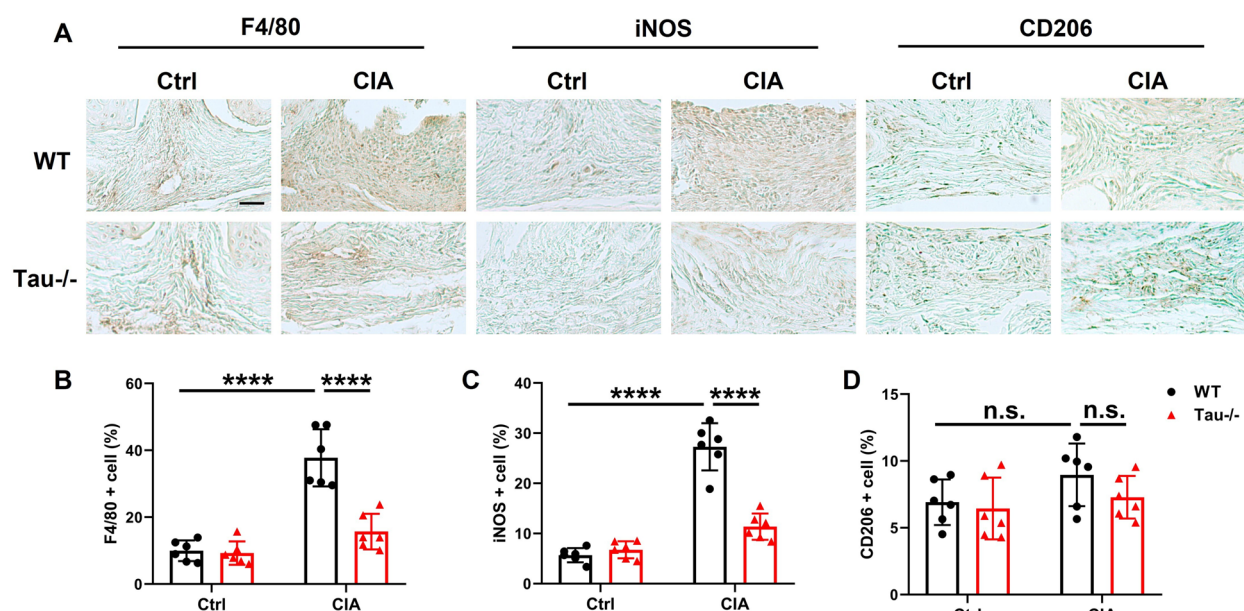 A
F4/80 iNOS CD206
Ctrl CIA Ctrl CIA Ctrl CIA
WT
Tau-/-
B
F4/80 + cell (%)
60
40
20
0
**** ****
Ctrl CIA
C
iNOS + cell (%)
40
30
20
10
0
**** ****
Ctrl CIA
D
CD206 + cell (%)
15
10
5
0
n.s. n.s.
Ctrl CIA
WT
Tau-/-